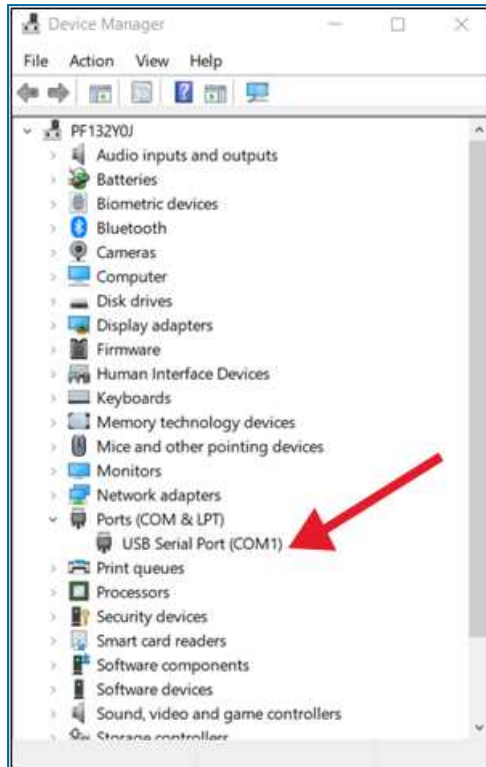 Device Manager
File Action View Help
PF132Y0J
Audio inputs and outputs
Batteries
Biometric devices
Bluetooth
Cameras
Computer
Disk drives
Display adapters
Firmware
Human Interface Devices
Keyboards
Memory technology devices
Mice and other pointing devices
Monitors
Network adapters
Ports (COM & LPT)
USB Serial Port (COM1)
Print queues
Processors
Security devices
Smart card readers
Software components
Software devices
Sound, video and game controllers
Storage controllers